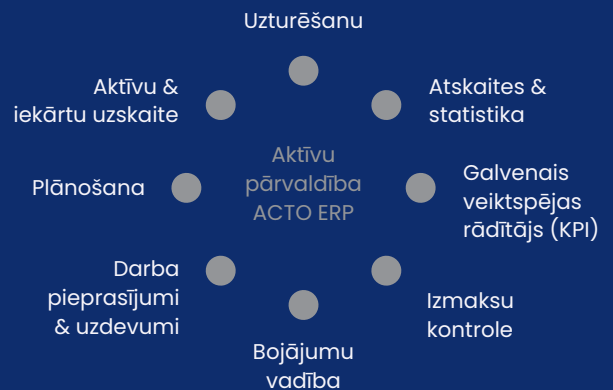 Uzturēšanu
Aktīvu &
iekārtu uzskaite
Atskaites &
statistika
Aktīvu
pārvaldība
ACTO ERP
Plānošana
Galvenais
veiktspējas
rādītājs (KPI)
Darba
pieprasījumi
& uzdevumi
Izmaksu
kontrole
Bojājumu
vadība